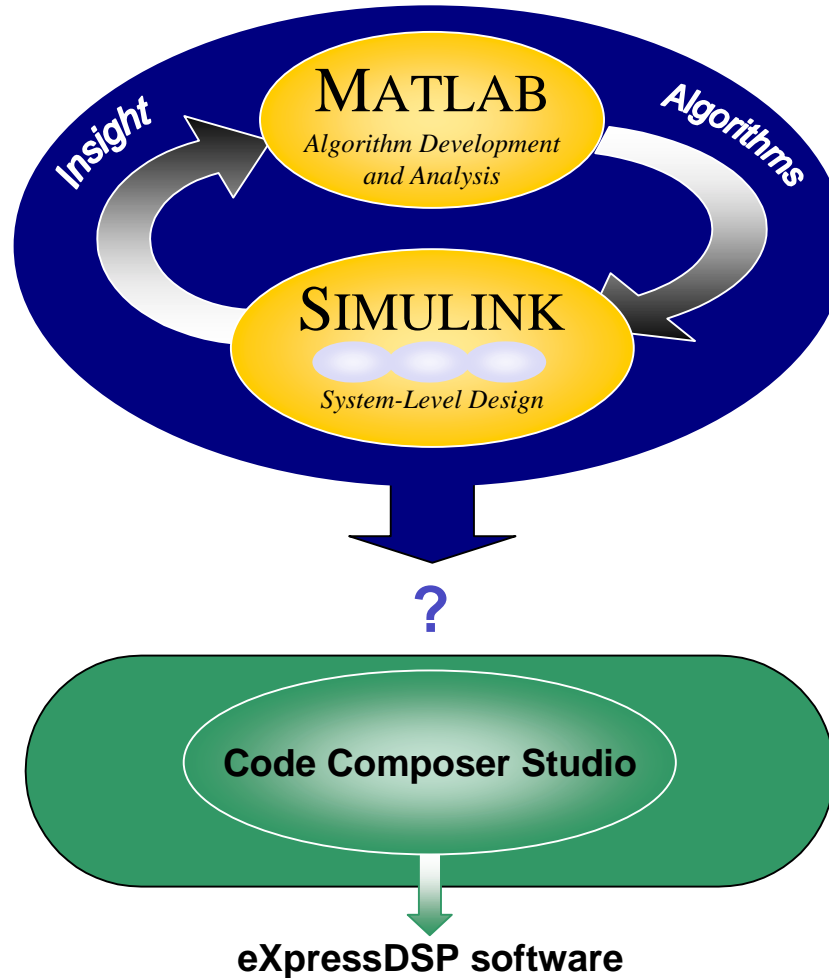 Insight
MATLAB
Algorithm Development
and Analysis
Algorithms
SIMULINK
System-Level Design
?
Code Composer Studio
eXpressDSP software